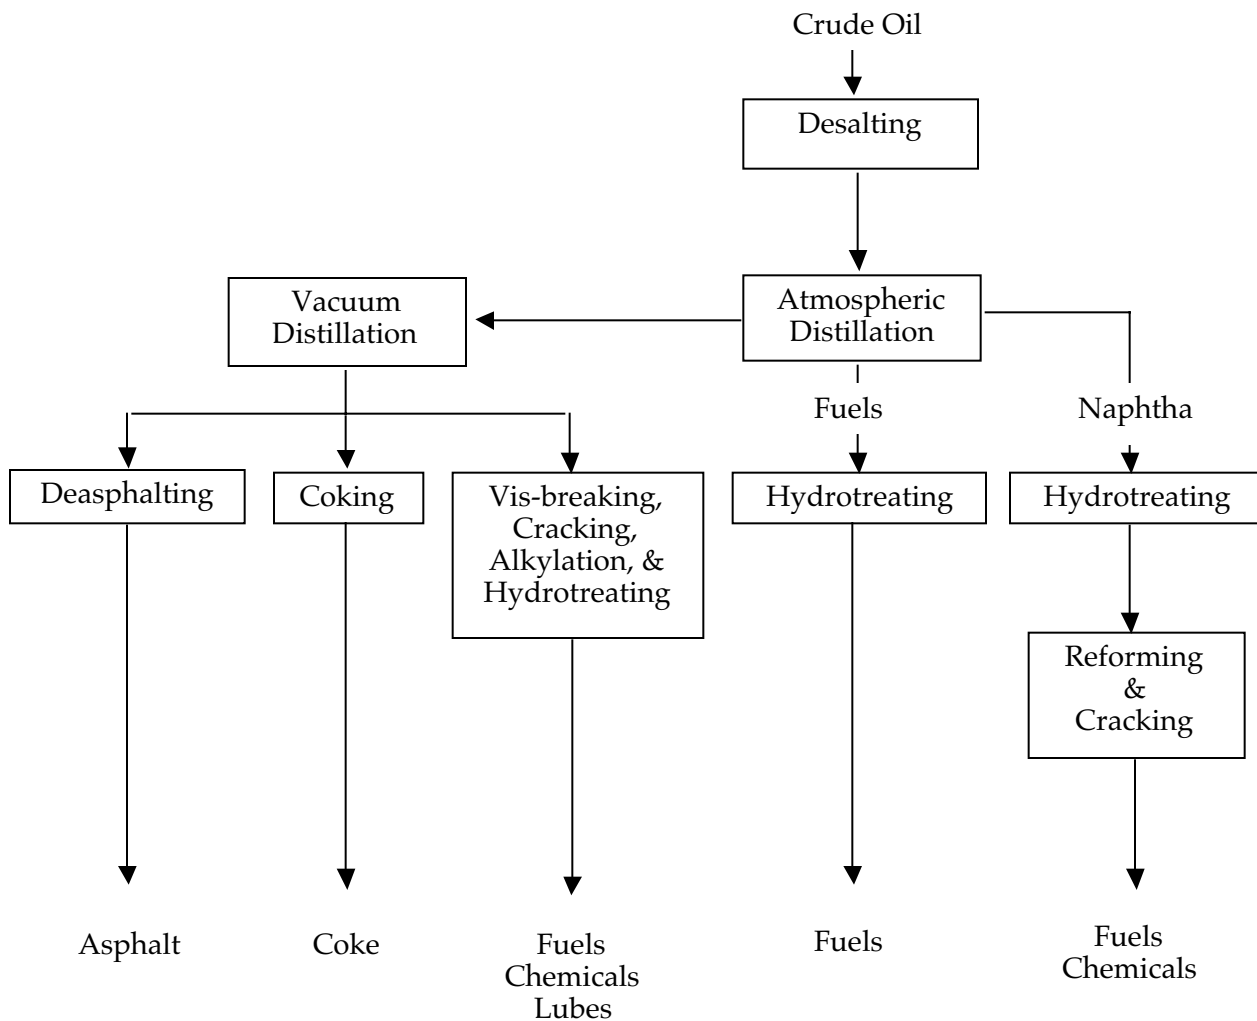 Crude Oil
Desalting
Vacuum
Distillation
Atmospheric
Distillation
Fuels
Naphtha
Deasphalting
Coking
Vis-breaking,
Cracking,
Alkylation, &
Hydrotreating
Hydrotreating
Hydrotreating
Reforming
&
Cracking
Asphalt
Coke
Fuels
Chemicals
Lubes
Fuels
Fuels
Chemicals